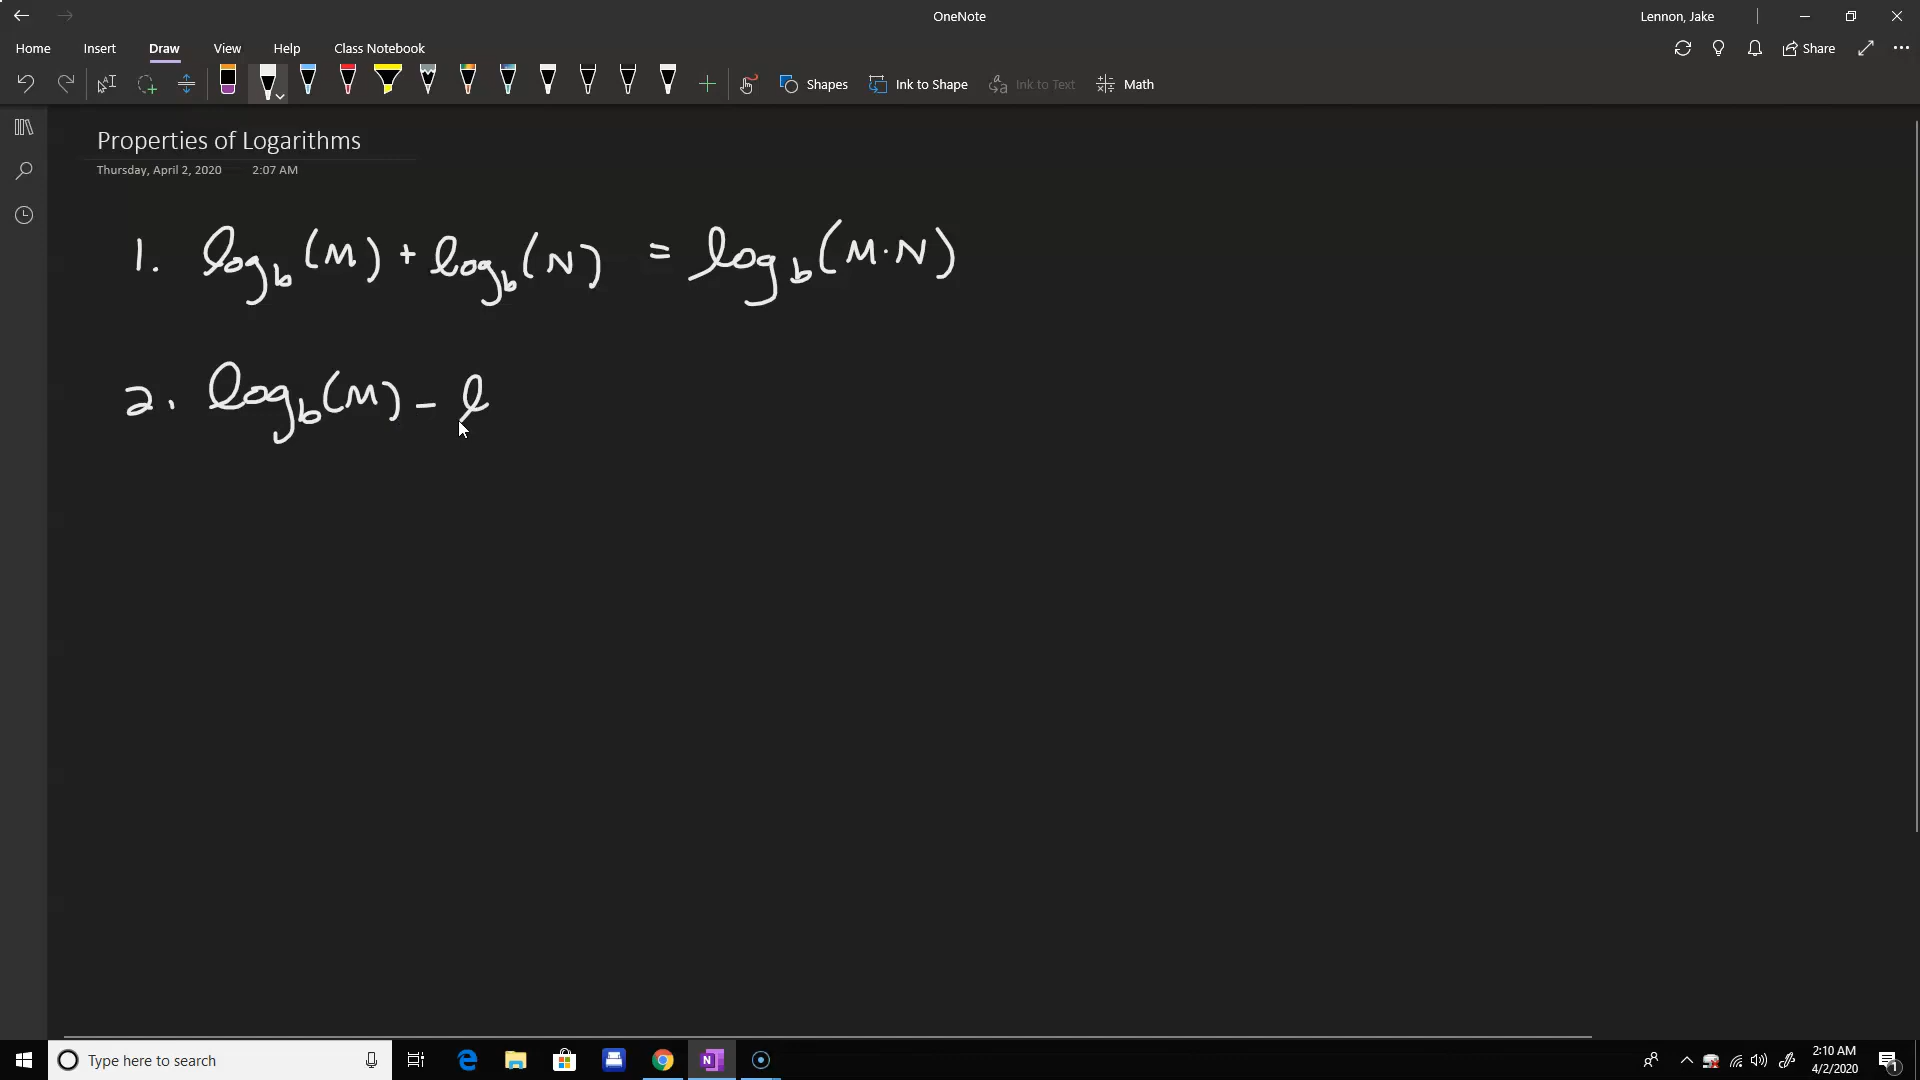 OneNote
Lennon, Jake
Home Insert Draw View Help Class Notebook
Share
Shapes Ink to Shape Ink to Text Math
Properties of Logarithms
Thursday, April 2, 2020 2:07 AM
1. log_b (M) + log_b (N) = log_b (M·N)
2. log_b (M) - l
Type here to search
2:10 AM
4/2/2020
1